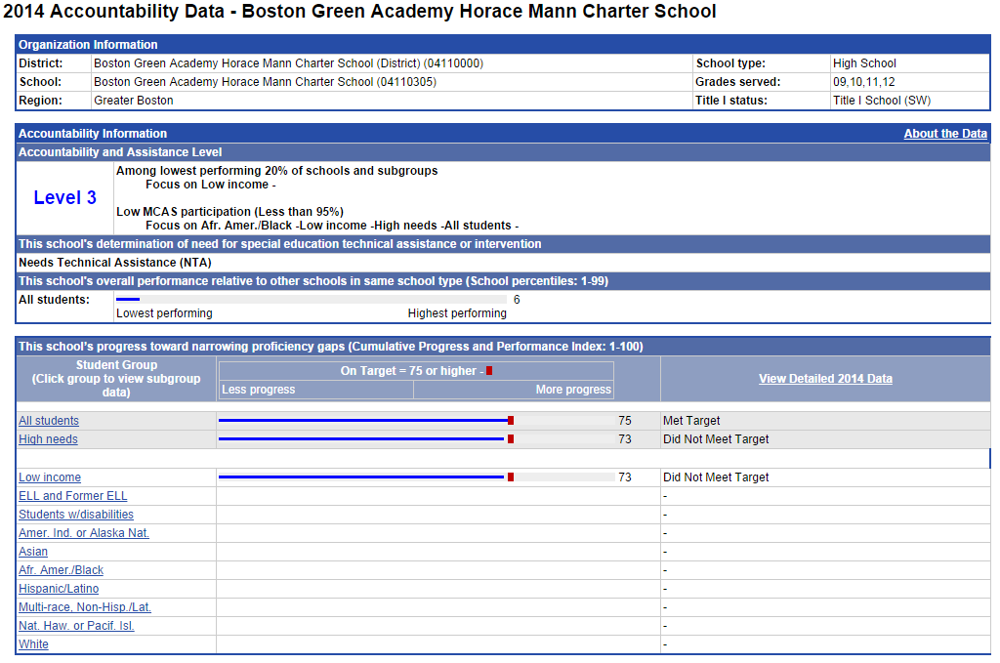 2014 Accountability Data - Boston Green Academy Horace Mann Charter School
Organization Information
District: Boston Green Academy Horace Mann Charter School (District) (04110000) School type: High School
School: Boston Green Academy Horace Mann Charter School (04110305) Grades served: 09,10,11,12
Region: Greater Boston Title I status: Title I School (SW)
Accountability Information About the Data
Accountability and Assistance Level
Level 3
Among lowest performing 20% of schools and subgroups
Focus on Low income -
Low MCAS participation (Less than 95%)
Focus on Afr. Amer./Black -Low income -High needs -All students -
This school's determination of need for special education technical assistance or intervention
Needs Technical Assistance (NTA)
This school's overall performance relative to other schools in same school type (School percentiles: 1-99)
All students: 6
Lowest performing Highest performing
This school's progress toward narrowing proficiency gaps (Cumulative Progress and Performance Index: 1-100)
Student Group
(Click group to view subgroup
data)
On Target = 75 or higher -
Less progress More progress
View Detailed 2014 Data
All students 75 Met Target
High needs 73 Did Not Meet Target
Low income 73 Did Not Meet Target
ELL and Former ELL -
Students w/disabilities -
Amer. Ind. or Alaska Nat. -
Asian -
Afr. Amer./Black -
Hispanic/Latino -
Multi-race, Non-Hisp./Lat. -
Nat. Haw. or Pacif. Isl. -
White -